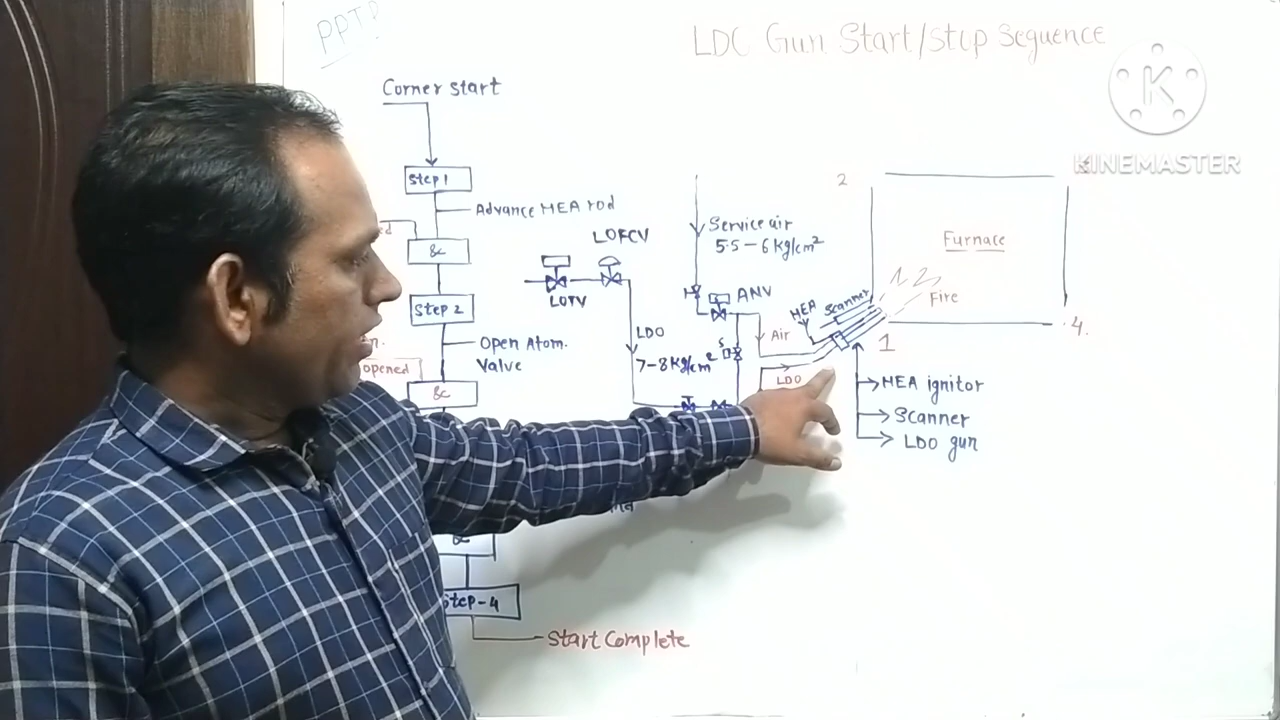 PPTP
LDO Gun Start/Stop Sequence
K
KINEMASTER
Corner start
Step 1
Advance HEA rod
&c
Step 2
Open Atom.
Valve
opened
&c
&c
Step-4
Start Complete
LOTV
LOFCV
LDO
7-8 Kg/cm²
Service air
5.5 - 6 Kg/cm²
ANV
S
Air
LDO
HEA
Scanner
2
Furnace
Fire
1
4.
HEA ignitor
Scanner
LDO gun